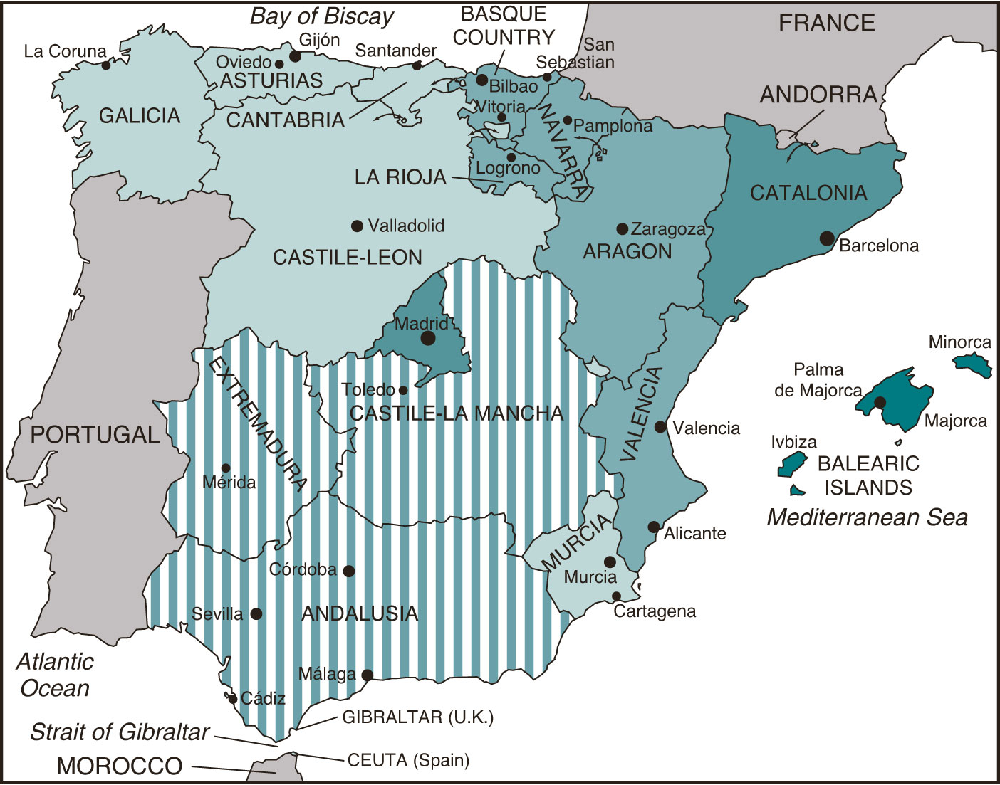 Bay of Biscay
BASQUE
COUNTRY
FRANCE
La Coruna
Gijón
Oviedo
ASTURIAS
Santander
San
Sebastian
Bilbao
Vitoria
ANDORRA
GALICIA
CANTABRIA
NAVARRA
Pamplona
LA RIOJA
Logrono
CATALONIA
Valladolid
CASTILE-LEON
Zaragoza
ARAGON
Barcelona
Madrid
Minorca
Palma
de Majorca
Majorca
Ivbiza
BALEARIC
ISLANDS
Mediterranean Sea
EXTREMADURA
Toledo
CASTILE-LA MANCHA
VALENCIA
Valencia
PORTUGAL
Mérida
Alicante
MURCIA
Murcia
Cartagena
Córdoba
Sevilla
ANDALUSIA
Atlantic
Ocean
Málaga
Cádiz
GIBRALTAR (U.K.)
Strait of Gibraltar
CEUTA (Spain)
MOROCCO